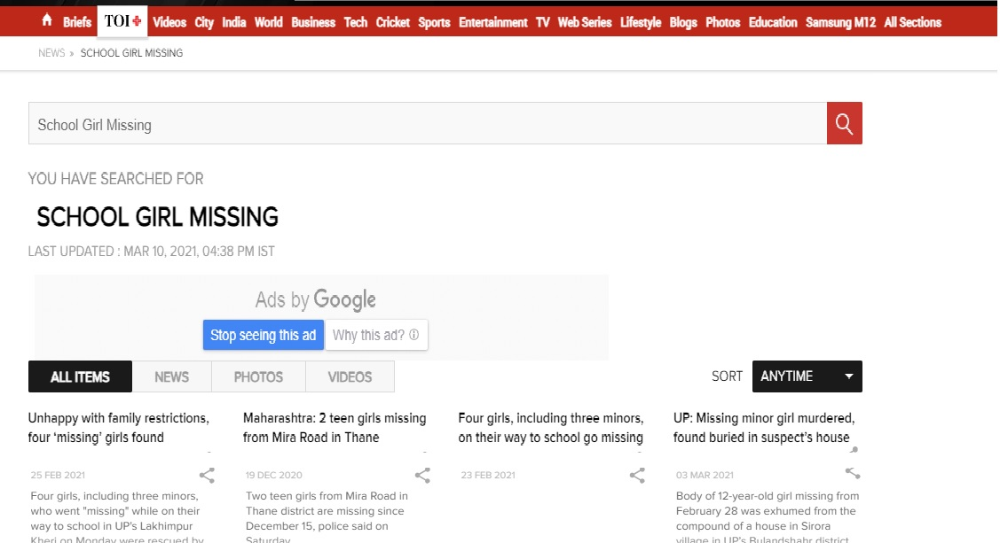 Briefs TOI+ Videos City India World Business Tech Cricket Sports Entertainment TV Web Series Lifestyle Blogs Photos Education Samsung M12 All Sections
NEWS » SCHOOL GIRL MISSING
School Girl Missing
YOU HAVE SEARCHED FOR
SCHOOL GIRL MISSING
LAST UPDATED : MAR 10, 2021, 04:38 PM IST
Ads by Google
Stop seeing this ad Why this ad?
ALL ITEMS NEWS PHOTOS VIDEOS SORT ANYTIME
Unhappy with family restrictions,
four ‘missing’ girls found
25 FEB 2021
Four girls, including three minors,
who went "missing" while on their
way to school in UP's Lakhimpur
Kheri on Monday were rescued by
Maharashtra: 2 teen girls missing
from Mira Road in Thane
19 DEC 2020
Two teen girls from Mira Road in
Thane district are missing since
December 15, police said on
Saturday.
Four girls, including three minors,
on their way to school go missing
23 FEB 2021
UP: Missing minor girl murdered,
found buried in suspect’s house
03 MAR 2021
Body of 12-year-old girl missing from
February 28 was exhumed from the
compound of a house in Sirora
village in UP's Bulandshahr district